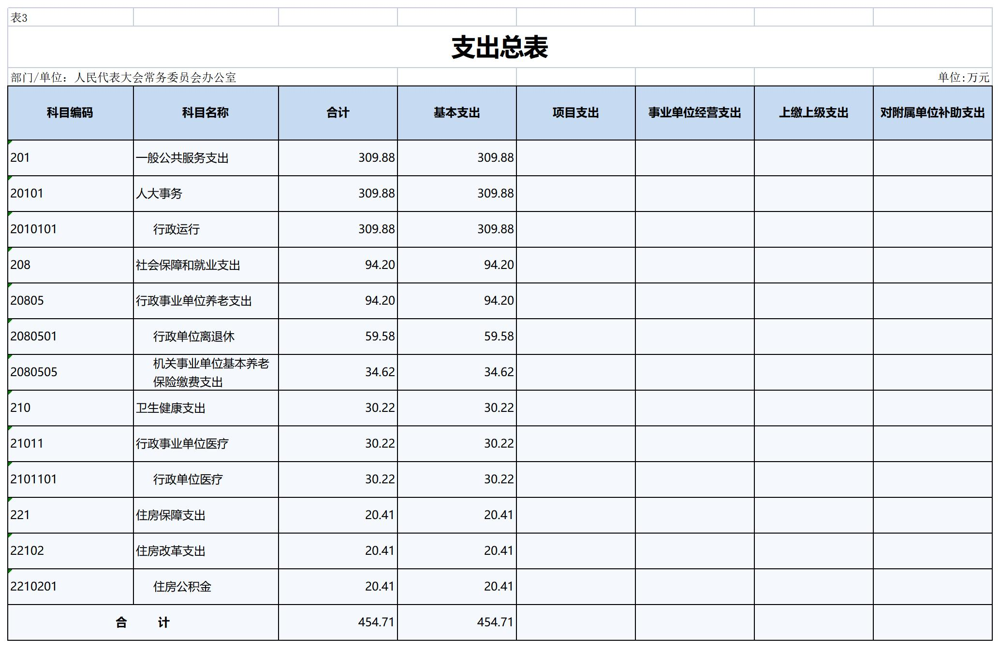 表3
支出总表
部门/单位：人民代表大会常务委员会办公室 单位:万元
科目编码 科目名称 合计 基本支出 项目支出 事业单位经营支出 上缴上级支出 对附属单位补助支出
201 一般公共服务支出 309.88 309.88
20101 人大事务 309.88 309.88
2010101 行政运行 309.88 309.88
208 社会保障和就业支出 94.20 94.20
20805 行政事业单位养老支出 94.20 94.20
2080501 行政单位离退休 59.58 59.58
2080505 机关事业单位基本养老 34.62 34.62
保险缴费支出
210 卫生健康支出 30.22 30.22
21011 行政事业单位医疗 30.22 30.22
2101101 行政单位医疗 30.22 30.22
221 住房保障支出 20.41 20.41
22102 住房改革支出 20.41 20.41
2210201 住房公积金 20.41 20.41
合 计 454.71 454.71